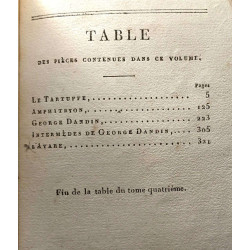 TABLE
DES PIÈCES CONTENUES DANS CE VOLUME.
Pages
LE TARTUFFE, 5
AMPHITRYON, 125
GEORGE DANDIN, 223
INTERMÈDES DE GEORGE DANDIN, 305
L'AVARE, 321
Fin de la table du tome quatrième.